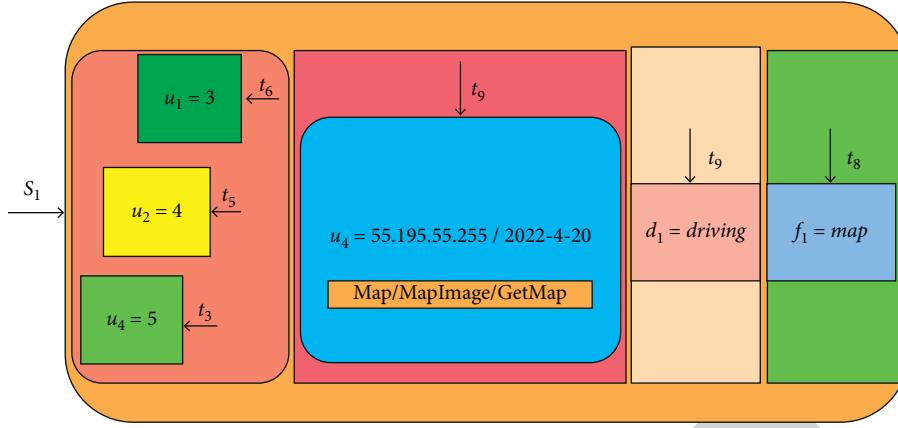 S₁
u₁ = 3
t₆
u₂ = 4
t₅
u₄ = 5
t₃
t₉
u₄ = 55.195.55.255 / 2022-4-20
Map/MapImage/GetMap
t₉
d₁ = driving
t₈
f₁ = map